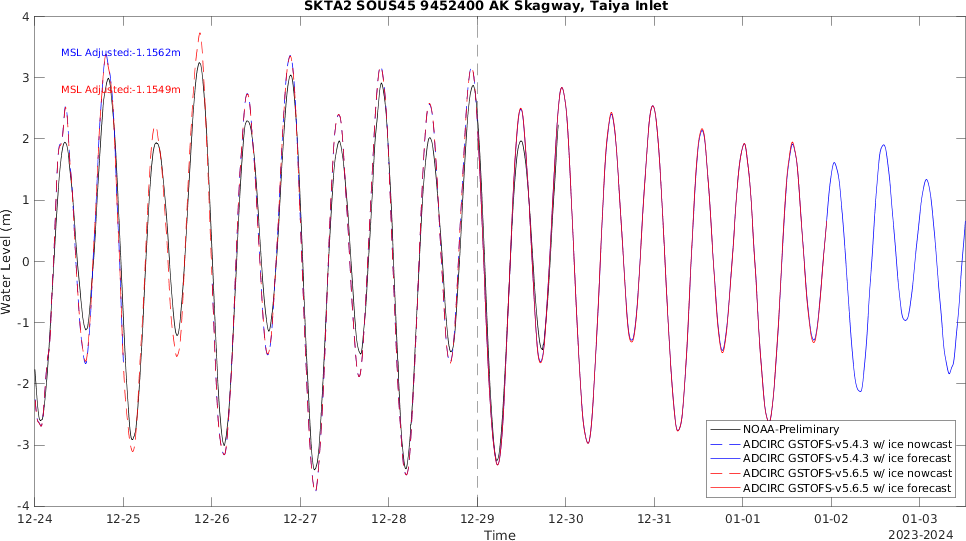 SKTA2 SOUS45 9452400 AK Skagway, Taiya Inlet
4
3
2
1
0
-1
-2
-3
-4
Water Level (m)
MSL Adjusted:-1.1562m
MSL Adjusted:-1.1549m
NOAA-Preliminary
ADCIRC GSTOFS-v5.4.3 w/ ice nowcast
ADCIRC GSTOFS-v5.4.3 w/ ice forecast
ADCIRC GSTOFS-v5.6.5 w/ ice nowcast
ADCIRC GSTOFS-v5.6.5 w/ ice forecast
12-24 12-25 12-26 12-27 12-28 12-29 12-30 12-31 01-01 01-02 01-03
Time
2023-2024